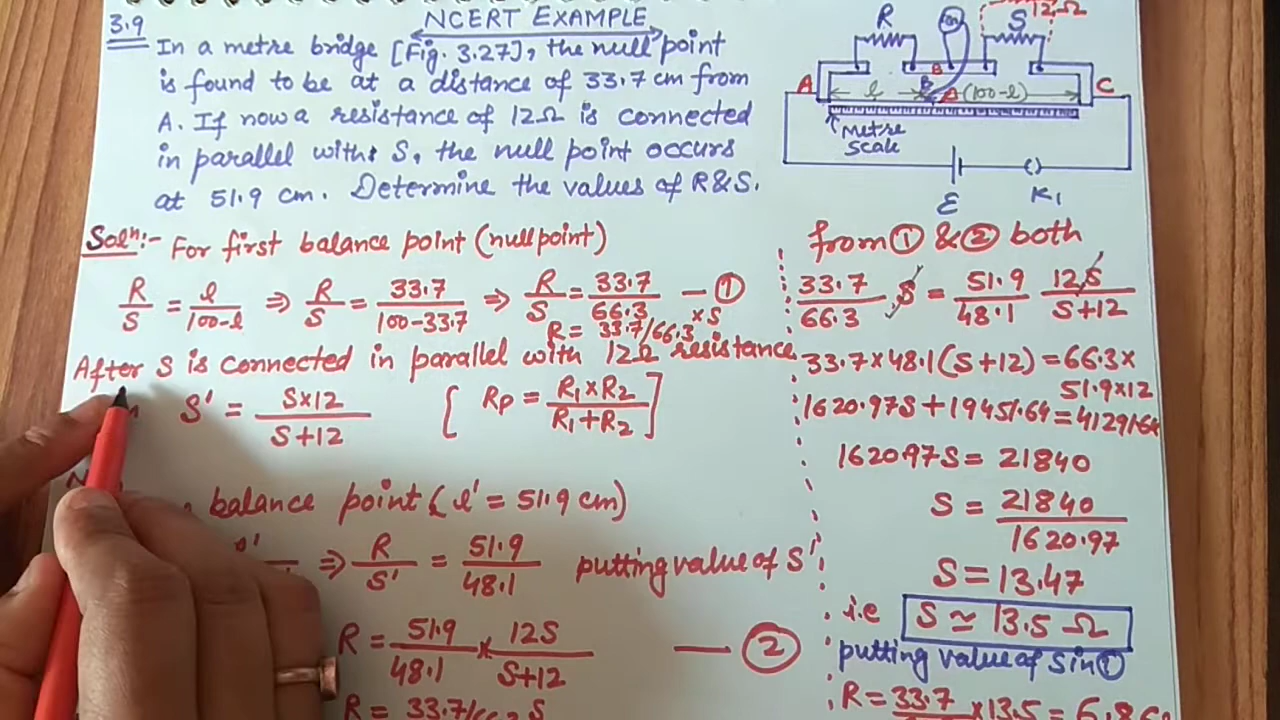 3.9
NCERT EXAMPLE
In a metre bridge [Fig. 3.27], the null point
is found to be at a distance of 33.7 cm from
A. If now a resistance of 12Ω is connected
in parallel with S, the null point occurs
at 51.9 cm. Determine the values of R&S.
R
S
12Ω
A
B
C
l
(100-l)
Metre
scale
ε
K₁
Solⁿ:- For first balance point (null point)
R/S = l/100-l ⇒ R/S = 33.7/100-33.7 ⇒ R/S = 33.7/66.3 — ①
R = 33.7/66.3 × S
After S is connected in parallel with 12Ω resistance
S' = S×12/S+12 [ Rp = R₁×R₂/R₁+R₂ ]
balance point (l' = 51.9 cm)
⇒ R/S' = 51.9/48.1 putting value of S'
R = 51.9/48.1 × 12S/S+12 — ②
R = 33.7/66.3 S
from ① & ② both
33.7/66.3 S = 51.9/48.1 12S/S+12
33.7×48.1(S+12) = 66.3×
51.9×12
1620.97S + 19451.64 = 41291.64
1620.97S = 21840
S = 21840/1620.97
S = 13.47
i.e S ≃ 13.5 Ω
putting value of S in ①
R = 33.7 ×13.5 = 6.86